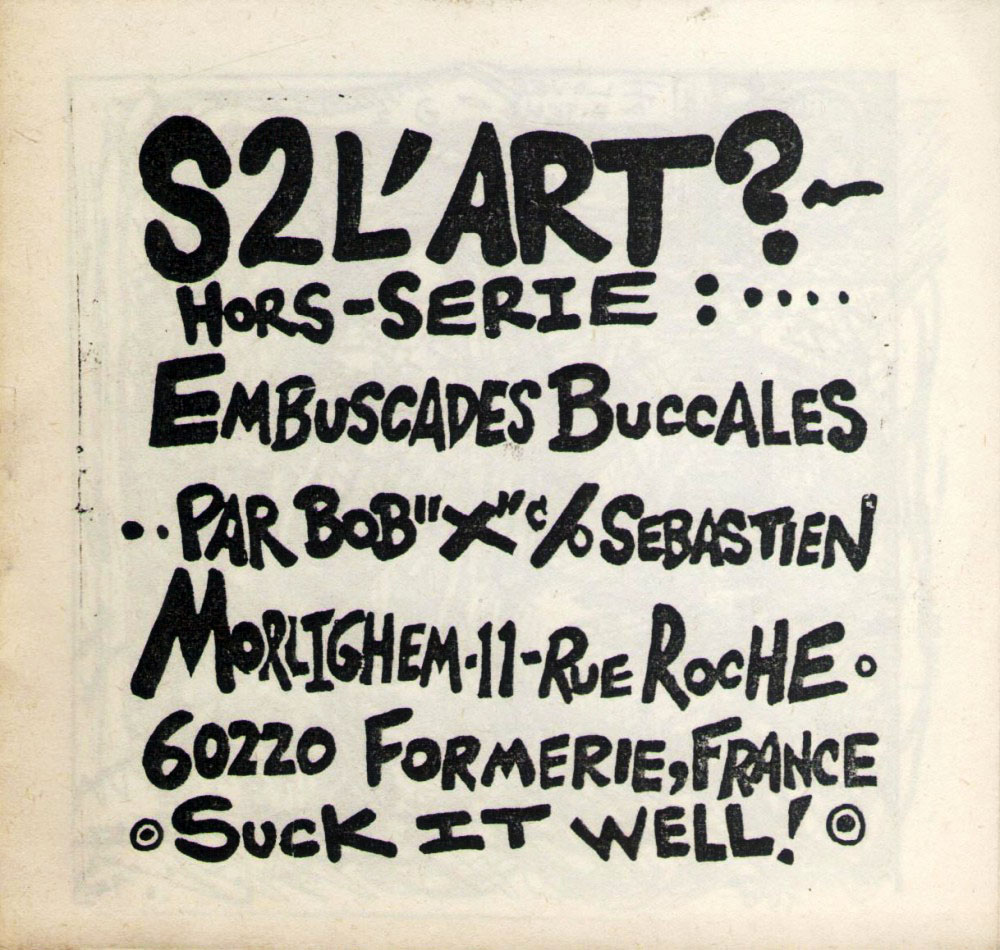 S2L'ART?~
HORS-SERIE : ....
EMBUSCADES BUCCALES
..PAR BOB "X" c/o SEBASTIEN
MORLIGHEM.11-RUE ROCHE.
60220 FORMERIE, FRANCE
SUCK IT WELL!